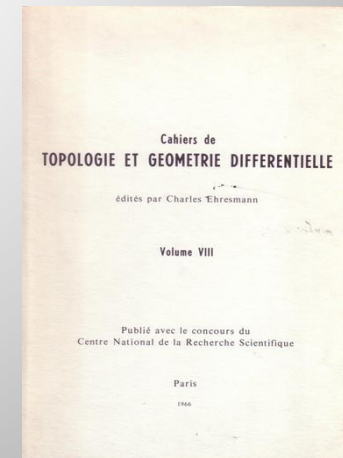 Cahiers de
TOPOLOGIE ET GEOMETRIE DIFFERENTIELLE
édités par Charles Ehresmann
Volume VIII
Publié avec le concours du
Centre National de la Recherche Scientifique
Paris
1966